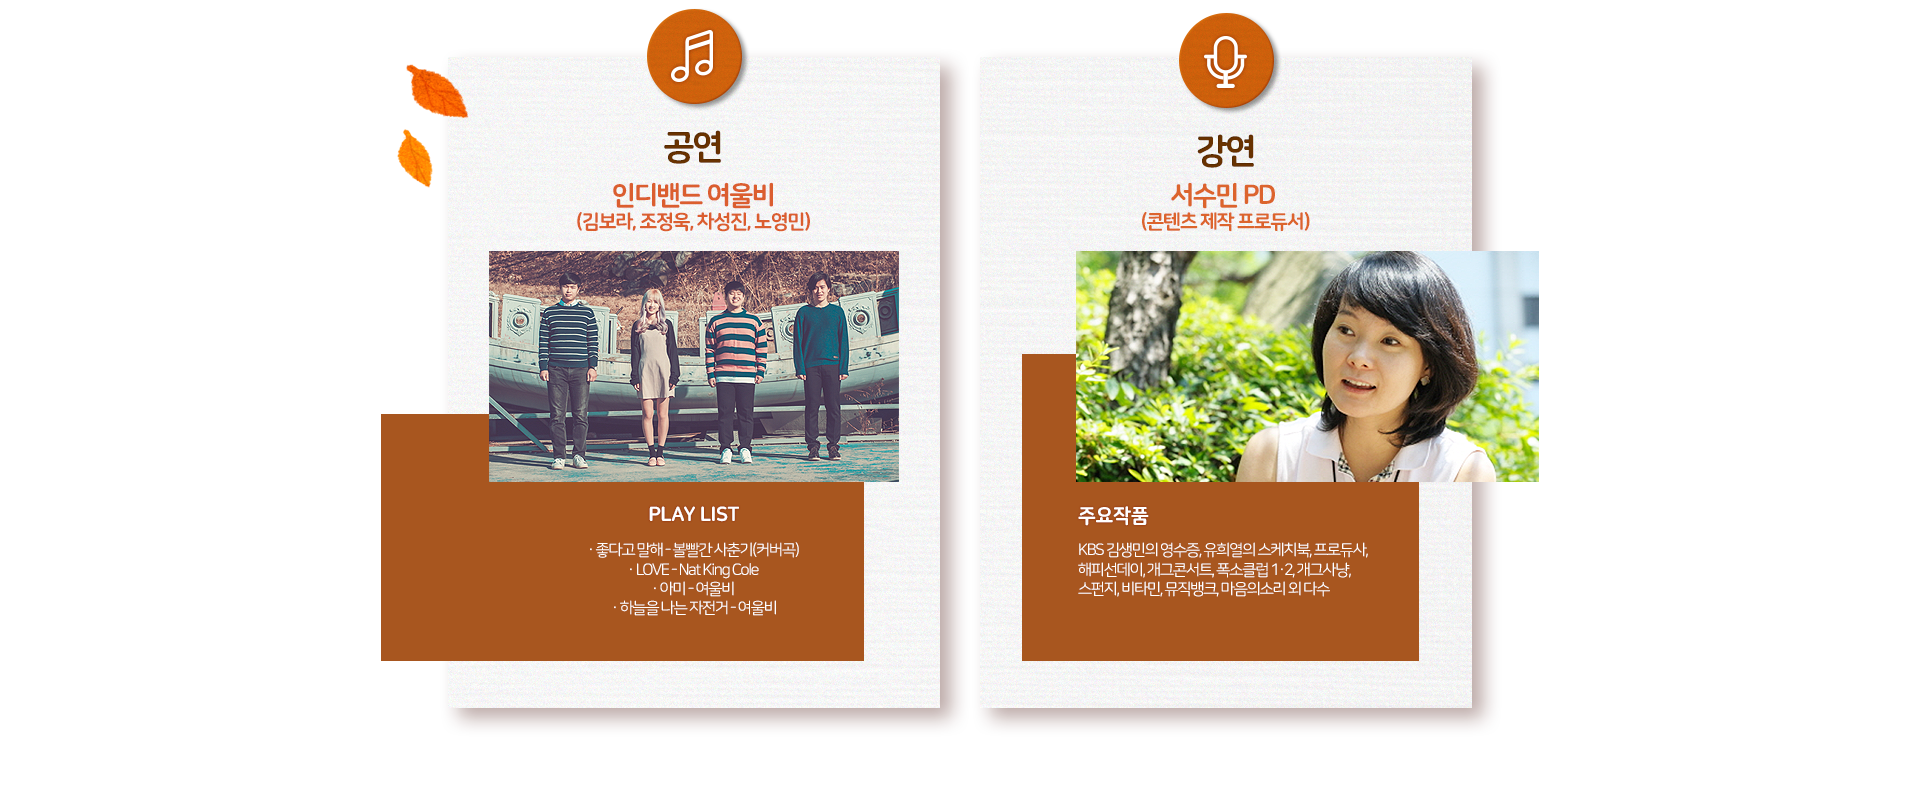 공연
인디밴드 여울비
(김보라, 조정욱, 차성진, 노영민)
PLAY LIST
· 좋다고 말해 - 볼빨간 사춘기(커버곡)
· LOVE - Nat King Cole
· 아미 - 여울비
· 하늘을 나는 자전거 - 여울비
강연
서수민 PD
(콘텐츠 제작 프로듀서)
주요작품
KBS 김생민의 영수증, 유희열의 스케치북, 프로듀사,
해피선데이, 개그콘서트, 폭소클럽 1·2, 개그사냥,
스펀지, 비타민, 뮤직뱅크, 마음의소리 외 다수